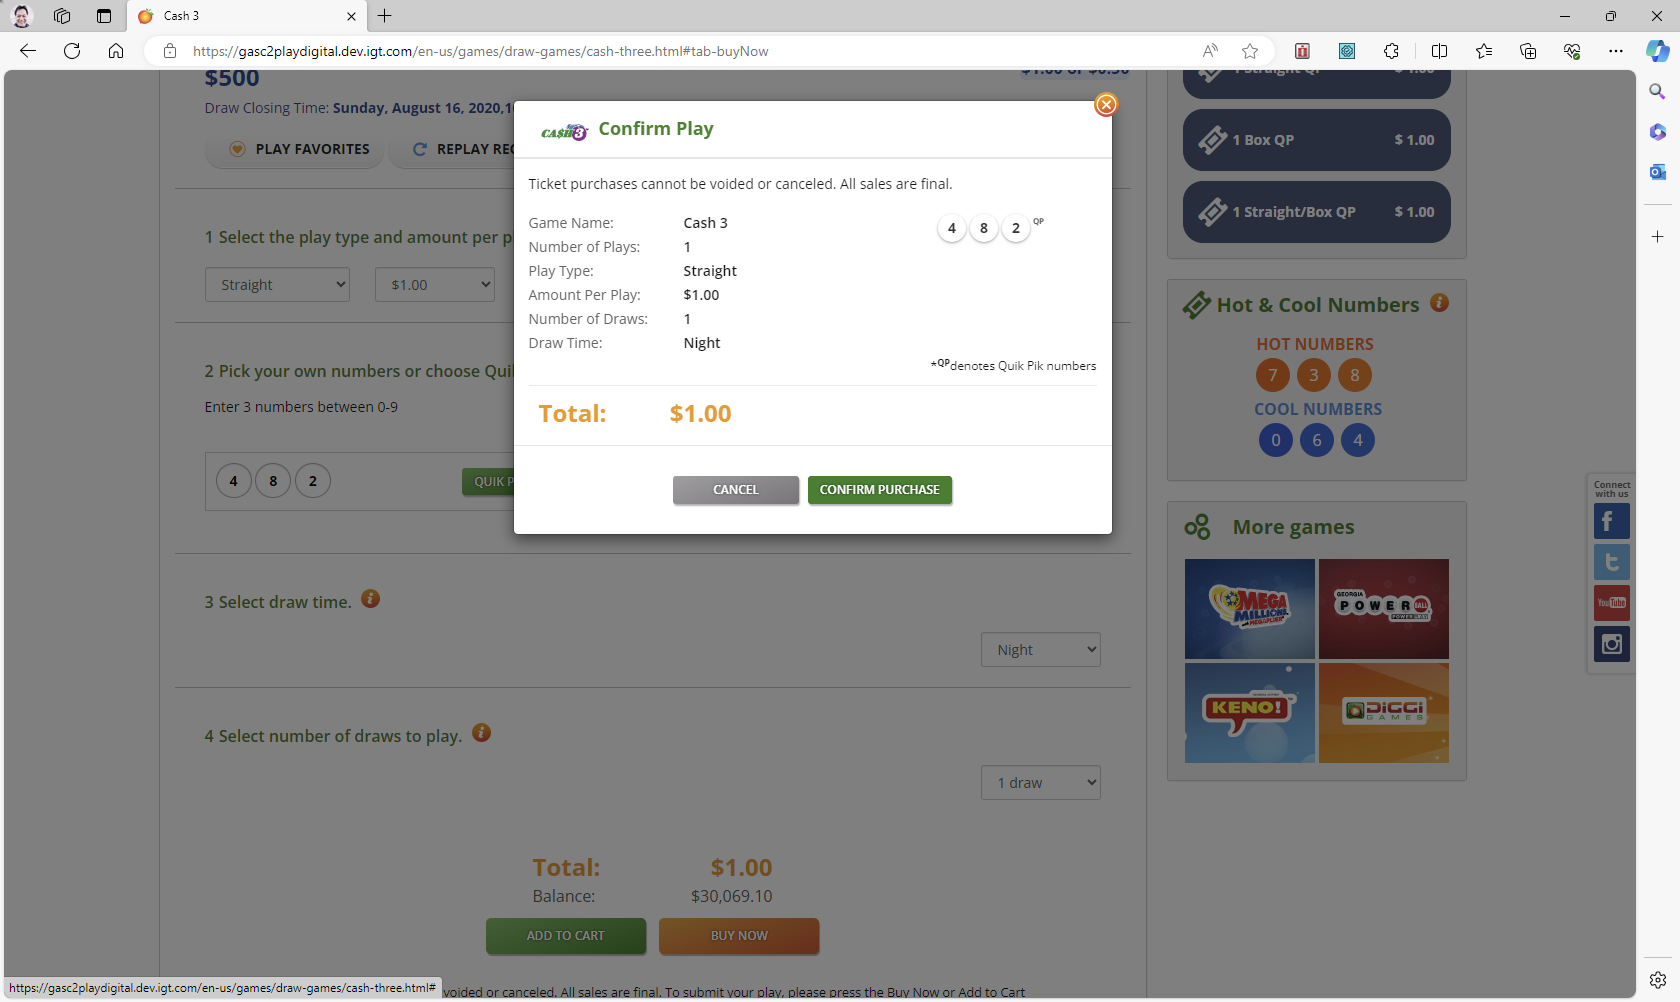 Cash 3
https://gasc2playdigital.dev.igt.com/en-us/games/draw-games/cash-three.html#tab-buyNow
$500
Draw Closing Time: Sunday, August 16, 2020,1
PLAY FAVORITES
REPLAY REC
1 Select the play type and amount per p
Straight
$1.00
2 Pick your own numbers or choose Qui
Enter 3 numbers between 0-9
4 8 2
QUIK P
3 Select draw time.
Night
4 Select number of draws to play.
1 draw
Total: $1.00
Balance: $30,069.10
ADD TO CART
BUY NOW
voided or canceled. All sales are final. To submit your play, please press the Buy Now or Add to Cart
https://gasc2playdigital.dev.igt.com/en-us/games/draw-games/cash-three.html#
CA$H 3
Confirm Play
Ticket purchases cannot be voided or canceled. All sales are final.
Game Name: Cash 3
Number of Plays: 1
Play Type: Straight
Amount Per Play: $1.00
Number of Draws: 1
Draw Time: Night
4 8 2 QP
*QPdenotes Quik Pik numbers
Total: $1.00
CANCEL
CONFIRM PURCHASE
1 Straight QP $ 1.00
1 Box QP $ 1.00
1 Straight/Box QP $ 1.00
Hot & Cool Numbers
HOT NUMBERS
7 3 8
COOL NUMBERS
0 6 4
More games
MEGA
MILLIONS
GEORGIA
POWERBALL
KENO!
DiGGi
GAMES
Connect
with us
YouTube